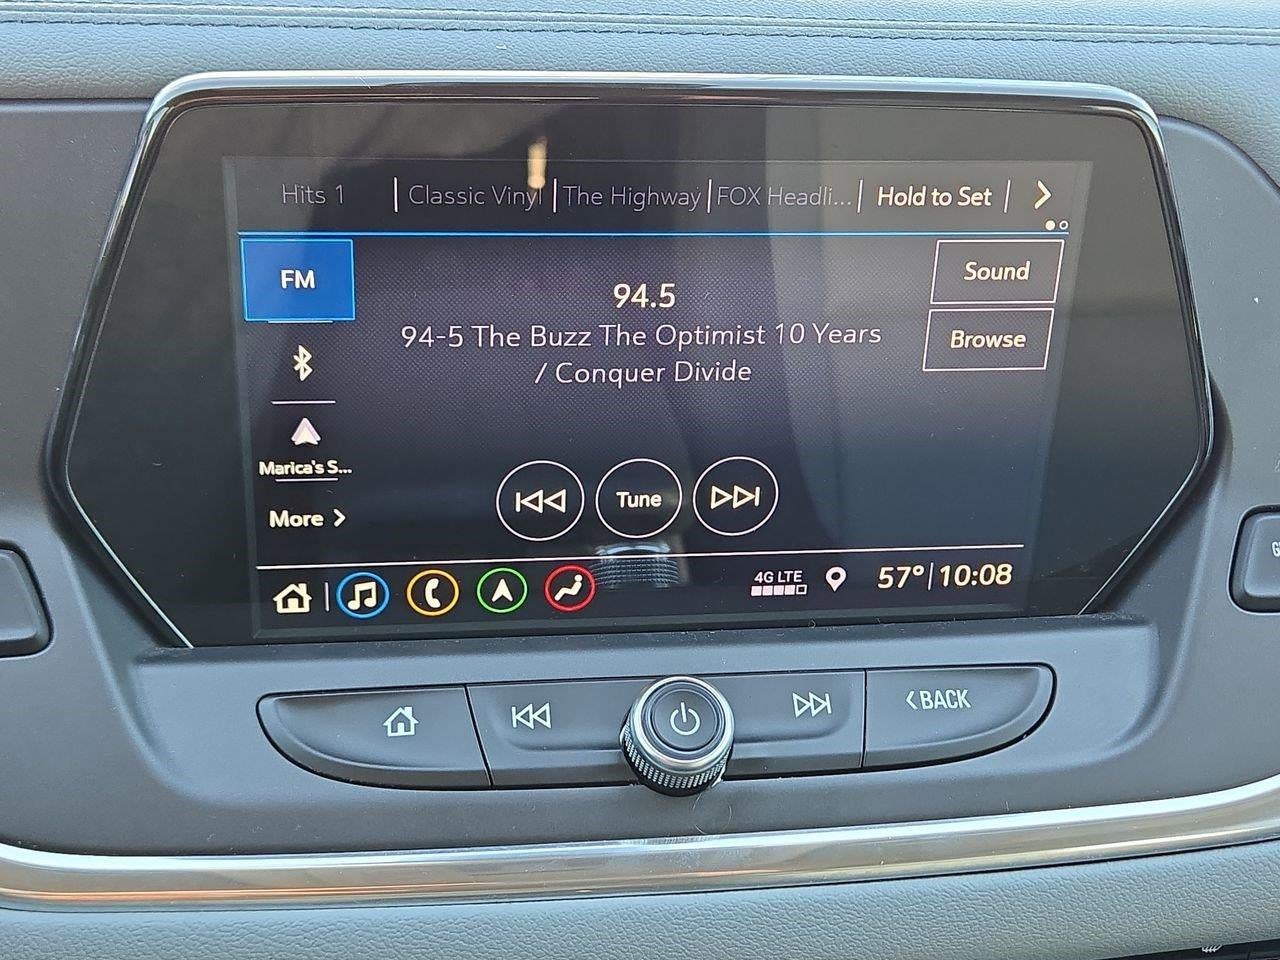 Hits 1 Classic Vinyl The Highway FOX Headli... Hold to Set
FM
94.5
94-5 The Buzz The Optimist 10 Years
/ Conquer Divide
Sound
Browse
Marica's S...
More
Tune
4G LTE
57° 10:08
BACK